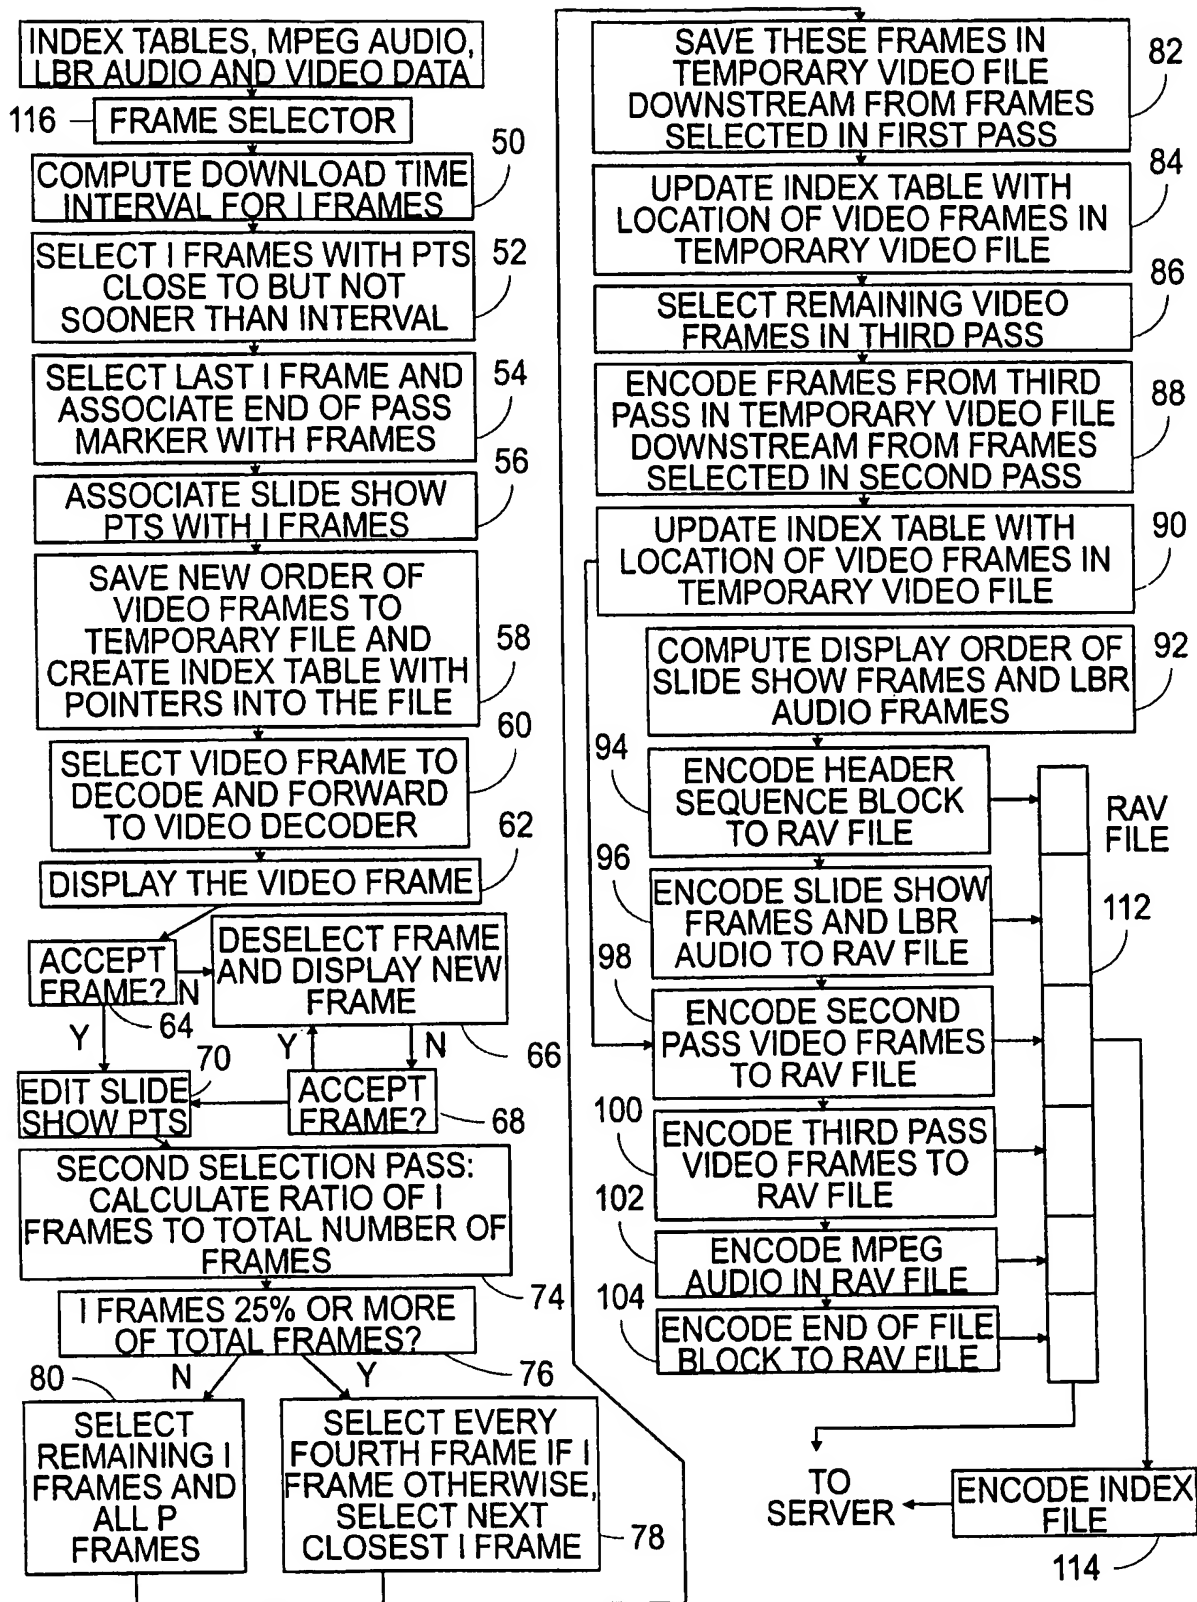 INDEX TABLES, MPEG AUDIO,
LBR AUDIO AND VIDEO DATA
116
FRAME SELECTOR
50
COMPUTE DOWNLOAD TIME
INTERVAL FOR I FRAMES
52
SELECT I FRAMES WITH PTS
CLOSE TO BUT NOT
SOONER THAN INTERVAL
54
SELECT LAST I FRAME AND
ASSOCIATE END OF PASS
MARKER WITH FRAMES
56
ASSOCIATE SLIDE SHOW
PTS WITH I FRAMES
58
SAVE NEW ORDER OF
VIDEO FRAMES TO
TEMPORARY FILE AND
CREATE INDEX TABLE WITH
POINTERS INTO THE FILE
60
SELECT VIDEO FRAME TO
DECODE AND FORWARD
TO VIDEO DECODER
62
DISPLAY THE VIDEO FRAME
ACCEPT
FRAME?
N
64
Y
DESELECT FRAME
AND DISPLAY NEW
FRAME
66
Y
N
70
EDIT SLIDE
SHOW PTS
ACCEPT
FRAME?
68
SECOND SELECTION PASS:
CALCULATE RATIO OF I
FRAMES TO TOTAL NUMBER OF
FRAMES
74
I FRAMES 25% OR MORE
OF TOTAL FRAMES?
76
N
Y
80
SELECT
REMAINING I
FRAMES AND
ALL P
FRAMES
SELECT EVERY
FOURTH FRAME IF I
FRAME OTHERWISE,
SELECT NEXT
CLOSEST I FRAME
78
SAVE THESE FRAMES IN
TEMPORARY VIDEO FILE
DOWNSTREAM FROM FRAMES
SELECTED IN FIRST PASS
82
UPDATE INDEX TABLE WITH
LOCATION OF VIDEO FRAMES IN
TEMPORARY VIDEO FILE
84
SELECT REMAINING VIDEO
FRAMES IN THIRD PASS
86
ENCODE FRAMES FROM THIRD
PASS IN TEMPORARY VIDEO FILE
DOWNSTREAM FROM FRAMES
SELECTED IN SECOND PASS
88
UPDATE INDEX TABLE WITH
LOCATION OF VIDEO FRAMES IN
TEMPORARY VIDEO FILE
90
COMPUTE DISPLAY ORDER OF
SLIDE SHOW FRAMES AND LBR
AUDIO FRAMES
92
94
ENCODE HEADER
SEQUENCE BLOCK
TO RAV FILE
RAV
FILE
96
ENCODE SLIDE SHOW
FRAMES AND LBR
AUDIO TO RAV FILE
112
98
ENCODE SECOND
PASS VIDEO FRAMES
TO RAV FILE
100
ENCODE THIRD PASS
VIDEO FRAMES TO
RAV FILE
102
ENCODE MPEG
AUDIO IN RAV FILE
104
ENCODE END OF FILE
BLOCK TO RAV FILE
TO
SERVER
ENCODE INDEX
FILE
114